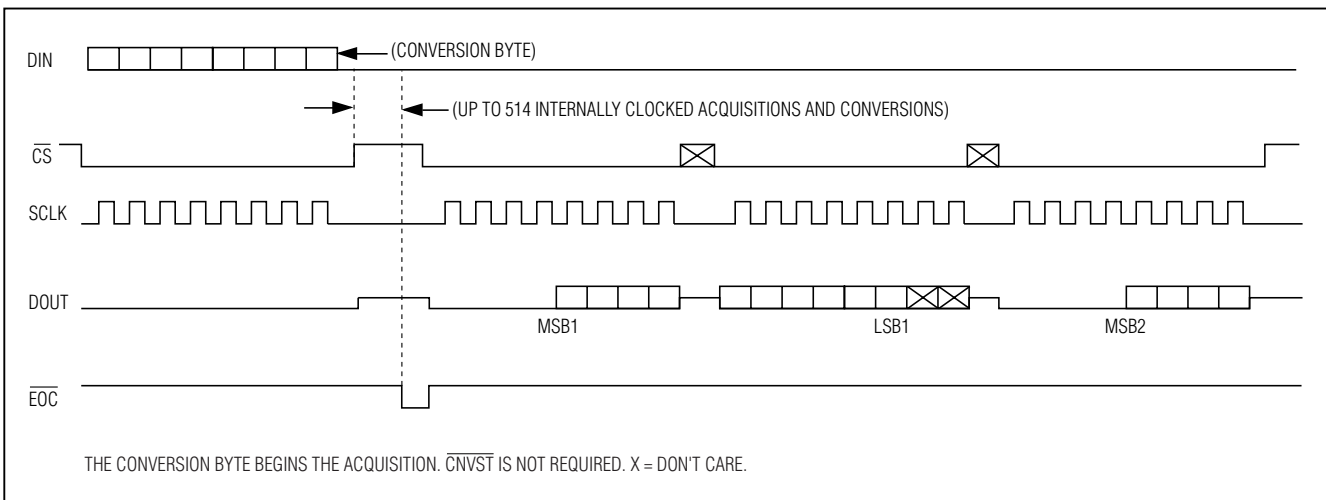 DIN
(CONVERSION BYTE)
(UP TO 514 INTERNALLY CLOCKED ACQUISITIONS AND CONVERSIONS)
CS
SCLK
DOUT
MSB1
LSB1
MSB2
EOC
THE CONVERSION BYTE BEGINS THE ACQUISITION. CNVST IS NOT REQUIRED. X = DON'T CARE.